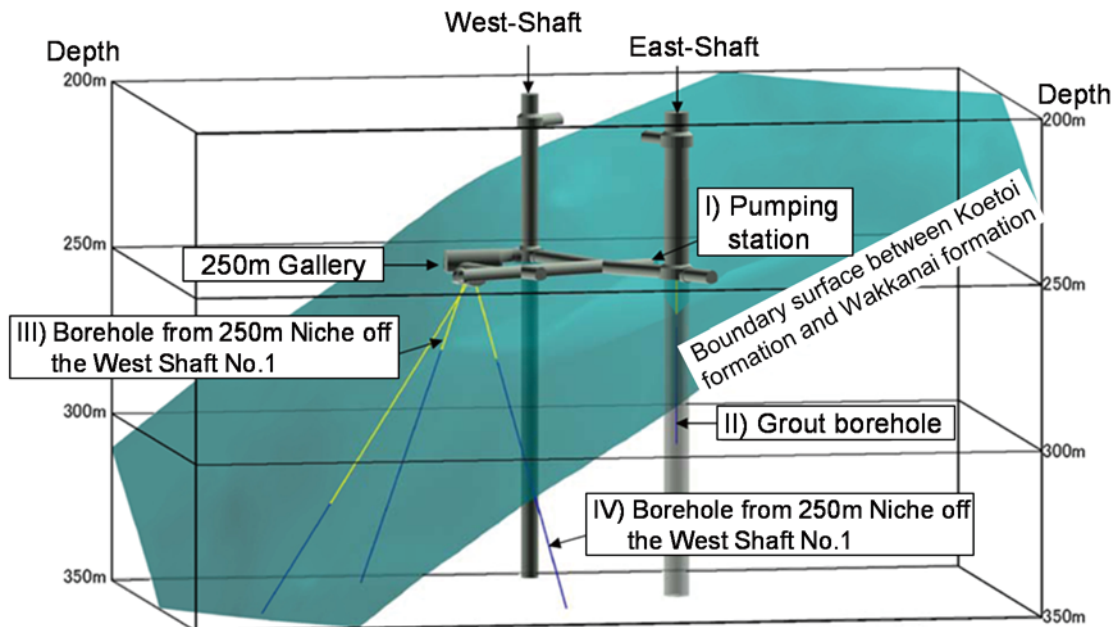 West-Shaft
East-Shaft
Depth
Depth
200m
200m
I) Pumping
station
250m
250m Gallery
250m
Boundary surface between Koetoi
formation and Wakkanai formation
III) Borehole from 250m Niche off
the West Shaft No.1
300m
II) Grout borehole
300m
IV) Borehole from 250m Niche off
the West Shaft No.1
350m
350m